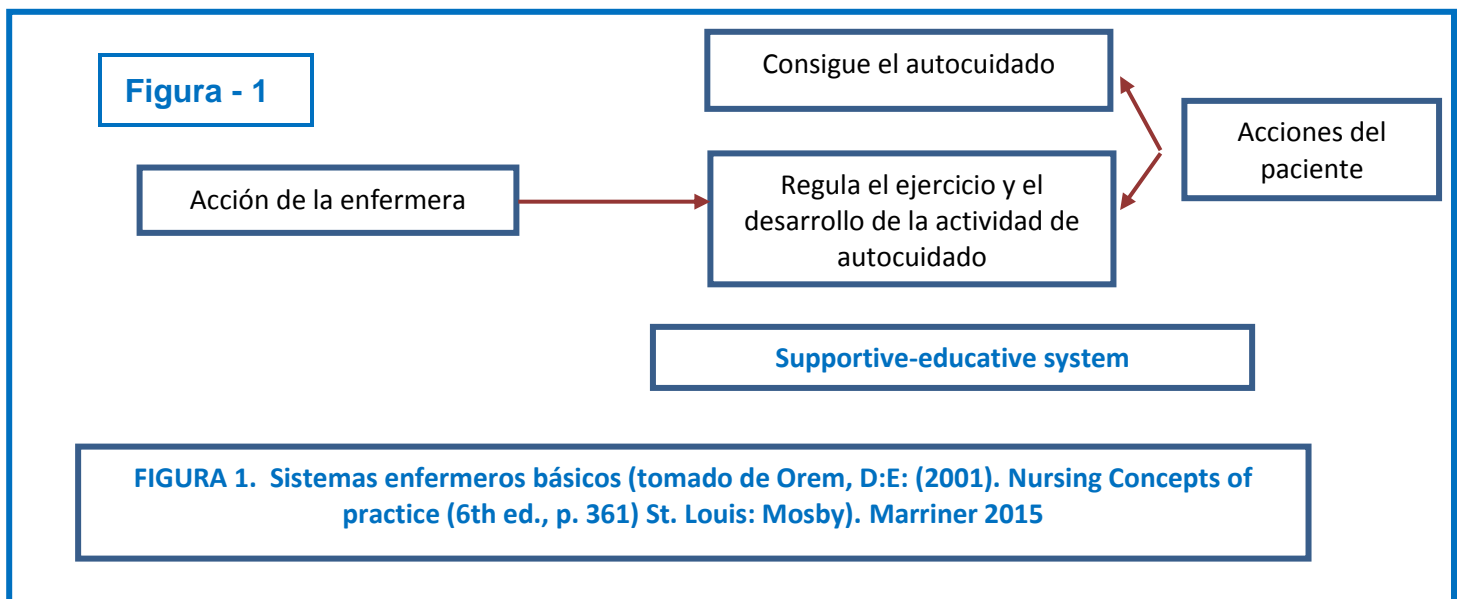 Figura - 1
Consigue el autocuidado
Acciones del
paciente
Acción de la enfermera
Regula el ejercicio y el
desarrollo de la actividad de
autocuidado
Supportive-educative system
FIGURA 1. Sistemas enfermeros básicos (tomado de Orem, D:E: (2001). Nursing Concepts of
practice (6th ed., p. 361) St. Louis: Mosby). Marriner 2015